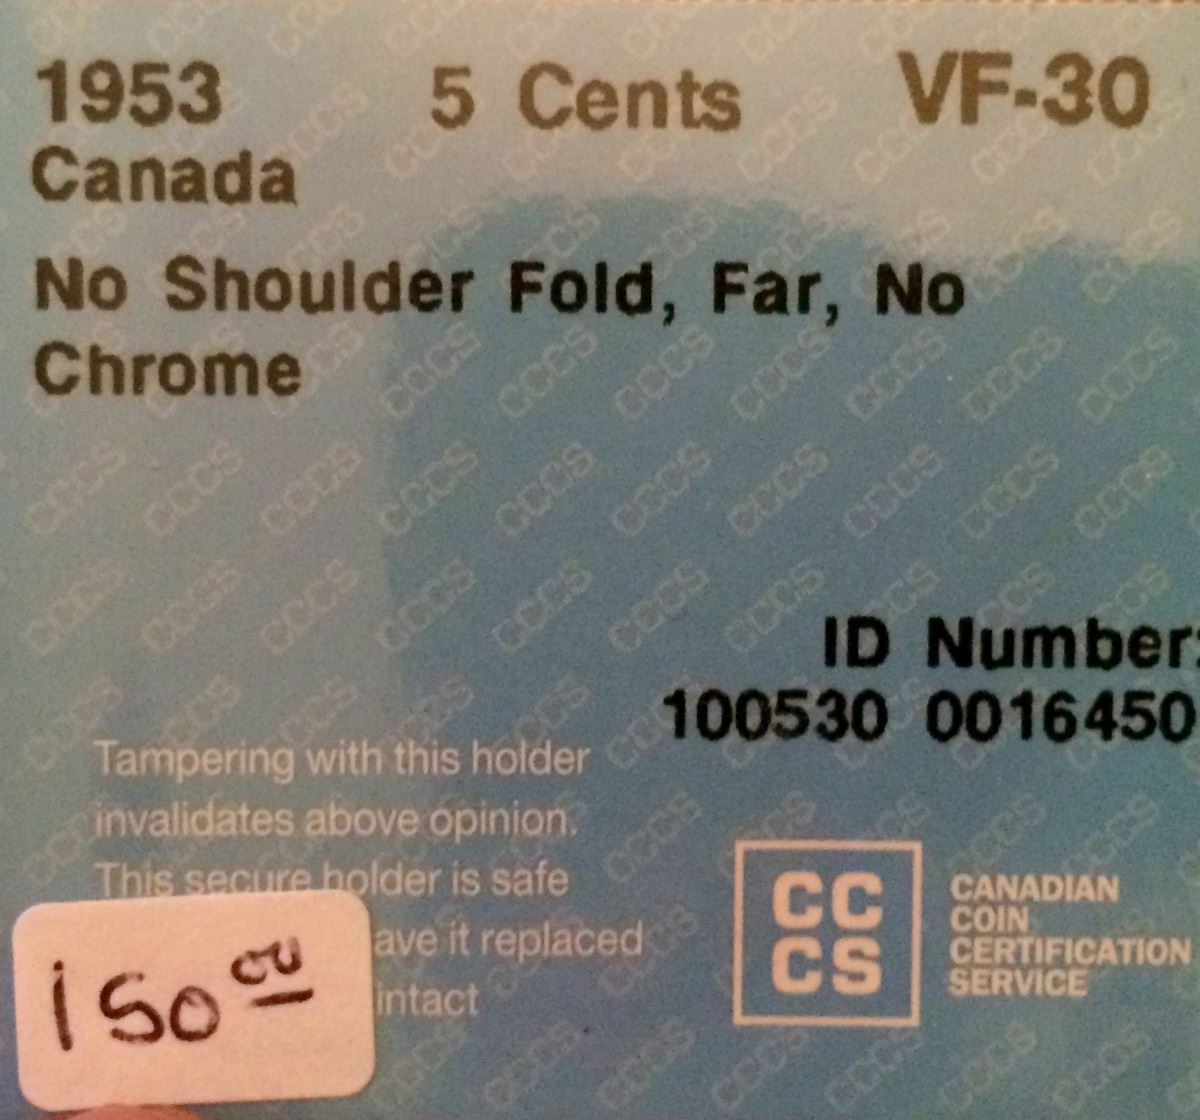 1953 5 Cents VF-30
Canada
No Shoulder Fold, Far, No
Chrome
ID Number:
100530 0016450
Tampering with this holder
invalidates above opinion.
This secure holder is safe
ave it replaced
intact
150.00
CC
CS
CANADIAN
COIN
CERTIFICATION
SERVICE